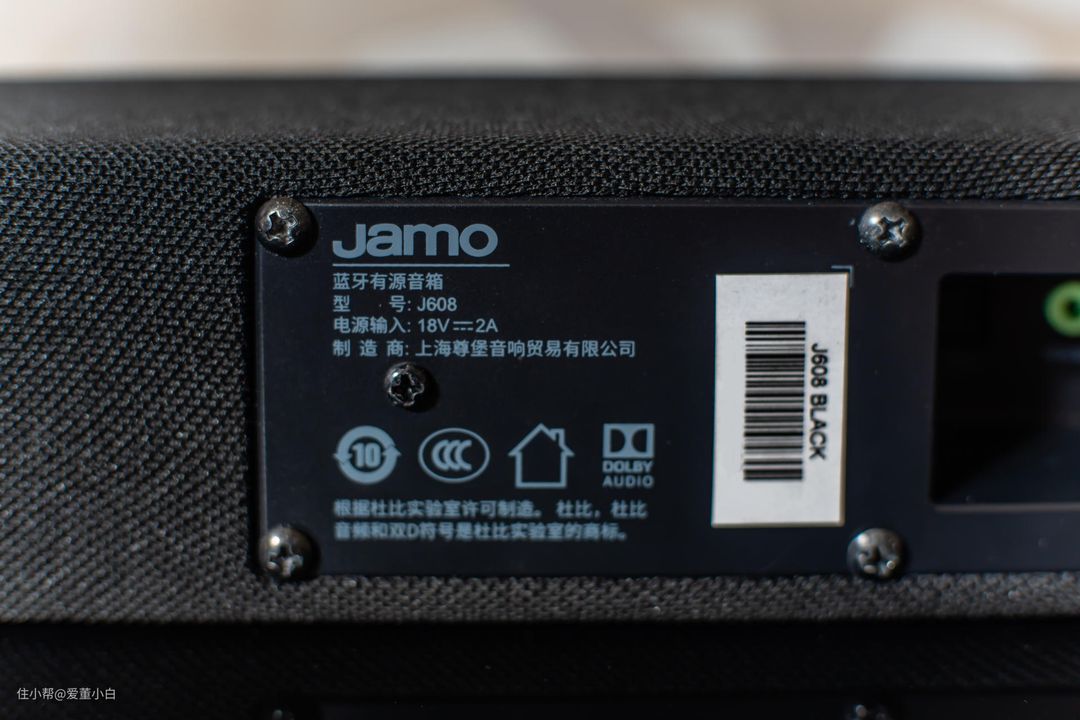 Jamo
蓝牙有源音箱
型 号: J608
电源输入: 18V⎓2A
制 造 商: 上海尊堡音响贸易有限公司
10
CCC
DOLBY
AUDIO
根据杜比实验室许可制造。 杜比，杜比
音频和双D符号是杜比实验室的商标。
J608 BLACK
住小帮@爱董小白